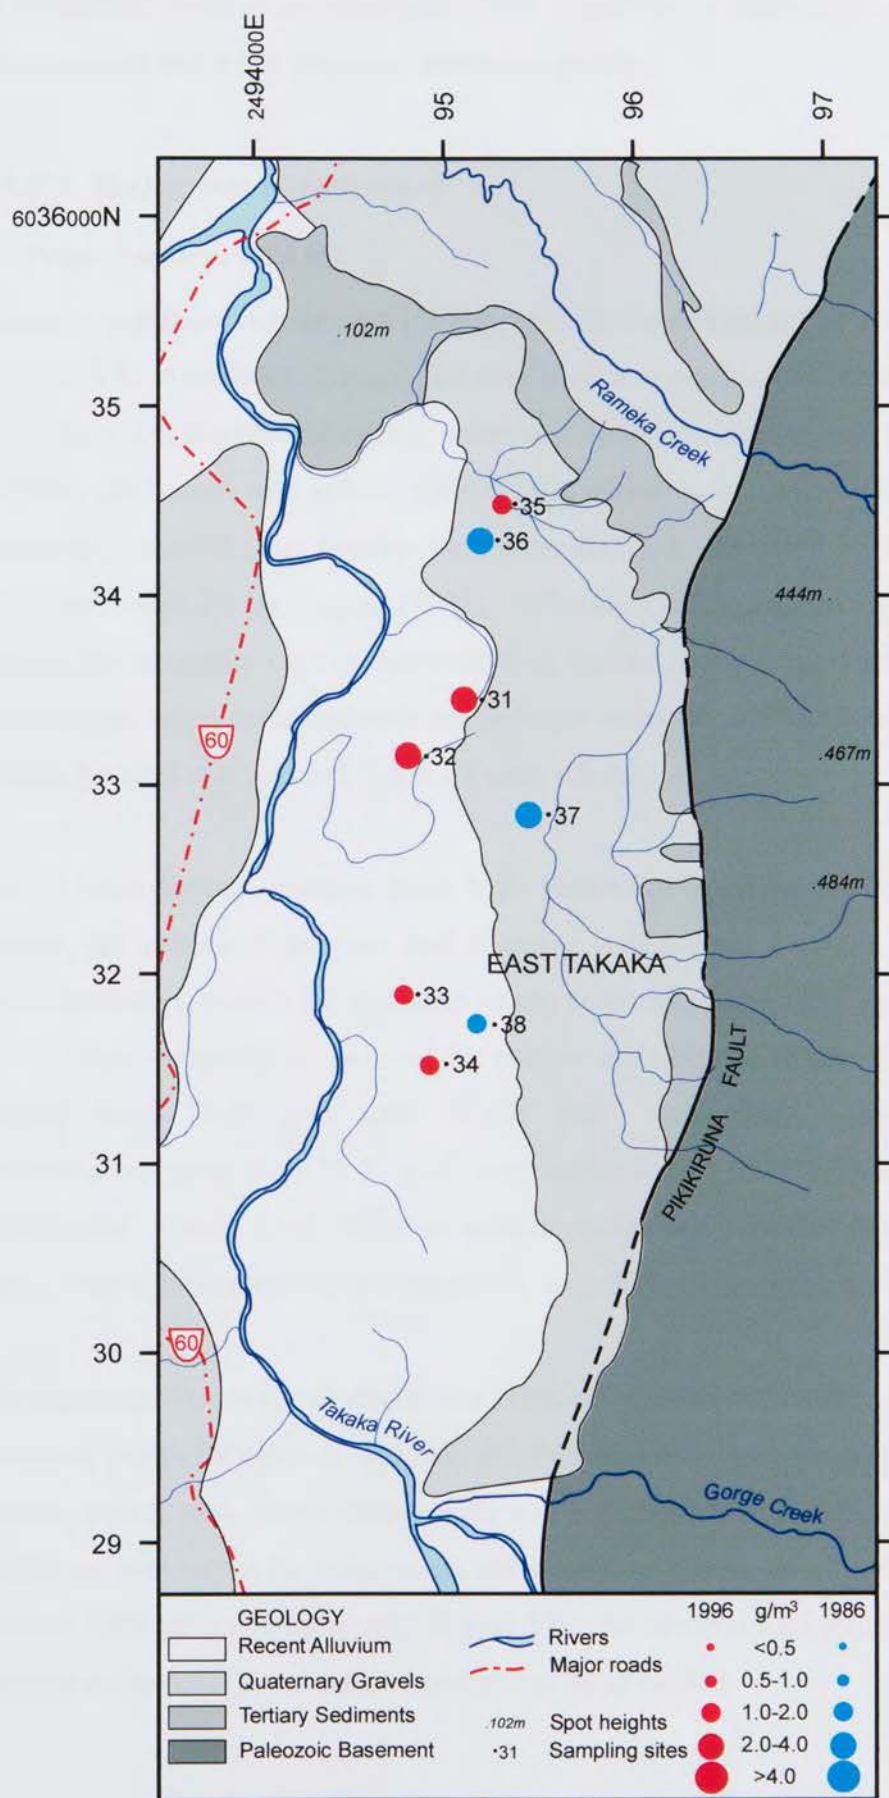 2494000E
95
96
97
6036000N
35
34
33
32
31
30
29
.102m
Rameka Creek
•35
•36
444m .
•31
60
•32
.467m
•37
.484m
EAST TAKAKA
•33
•38
•34
PIKIKIRUNA FAULT
60
Takaka River
Gorge Creek
GEOLOGY
Recent Alluvium
Quaternary Gravels
Tertiary Sediments
Paleozoic Basement
Rivers
Major roads
.102m Spot heights
•31 Sampling sites
1996 g/m³ 1986
<0.5
0.5-1.0
1.0-2.0
2.0-4.0
>4.0